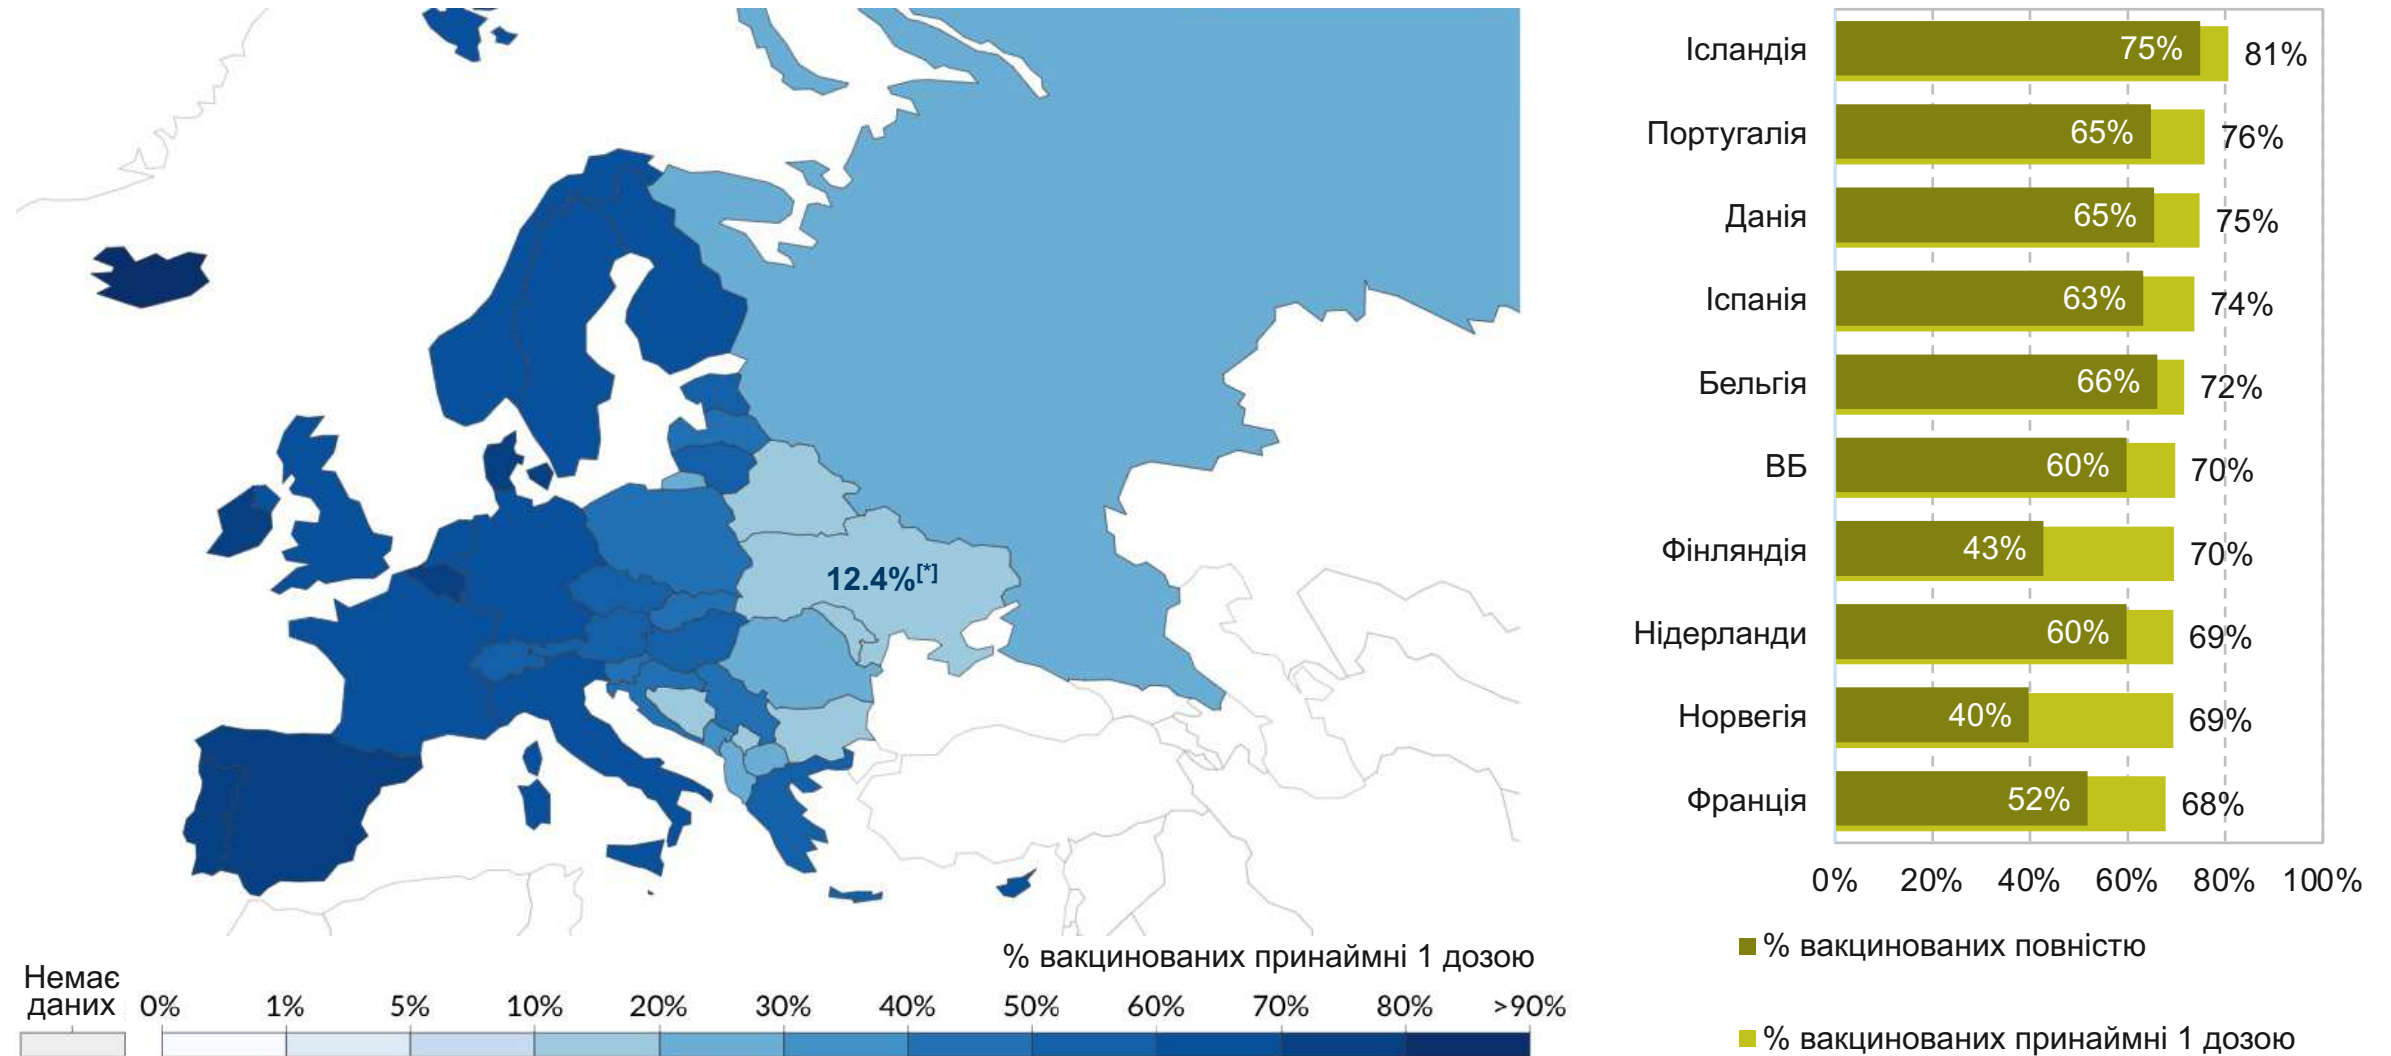 12.4%[*]
% вакцинованих принаймні 1 дозою
Немає
даних
0% 1% 5% 10% 20% 30% 40% 50% 60% 70% 80% >90%
Ісландія 75% 81%
Португалія 65% 76%
Данія 65% 75%
Іспанія 63% 74%
Бельгія 66% 72%
ВБ 60% 70%
Фінляндія 43% 70%
Нідерланди 60% 69%
Норвегія 40% 69%
Франція 52% 68%
0% 20% 40% 60% 80% 100%
% вакцинованих повністю
% вакцинованих принаймні 1 дозою